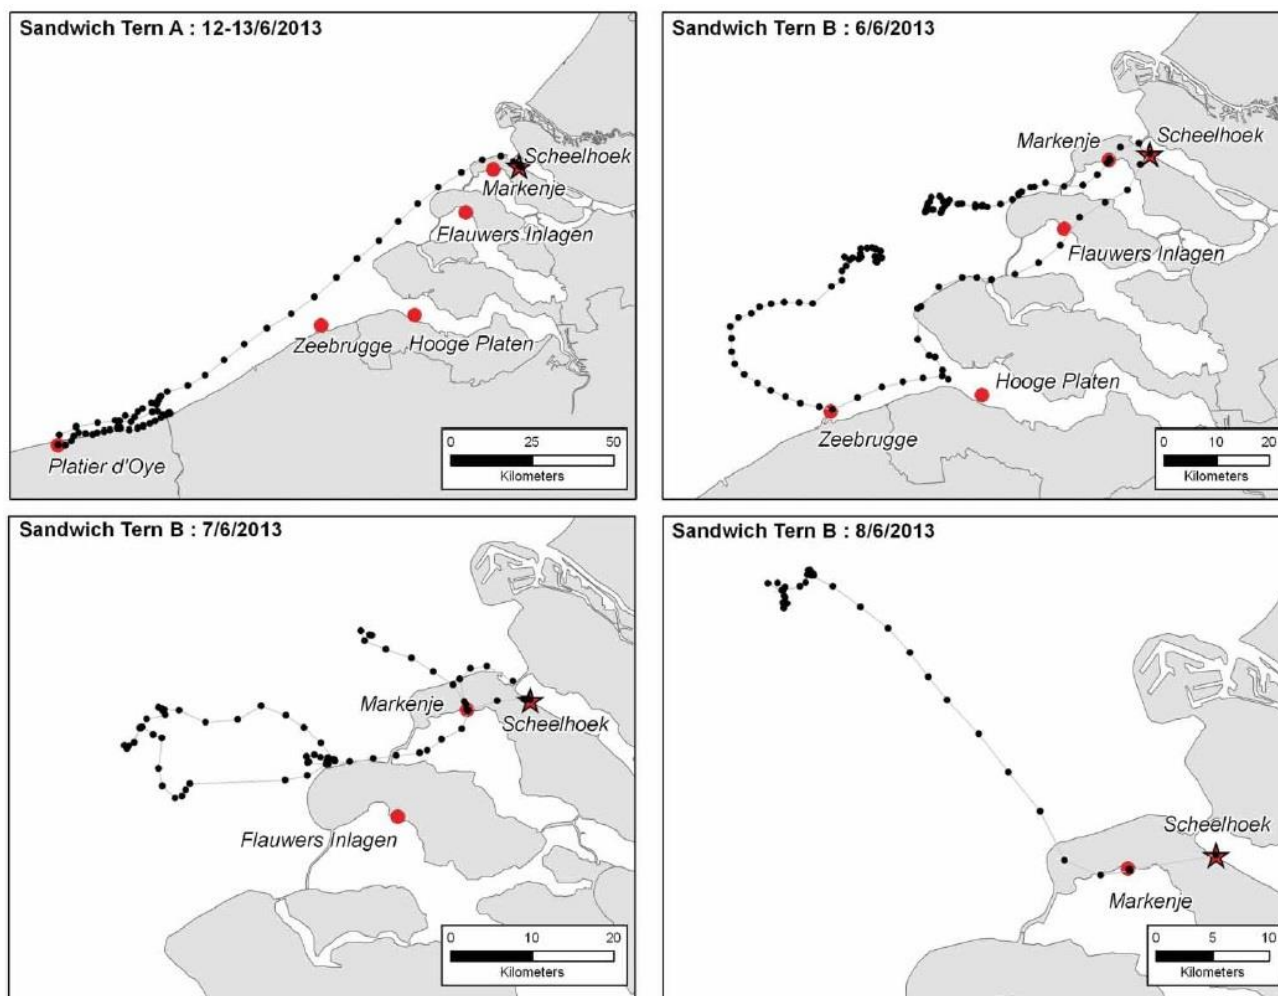 Sandwich Tern A : 12-13/6/2013
Scheelhoek
Markenje
Flauwers Inlagen
Zeebrugge
Hooge Platen
Platier d'Oye
0 25 50
Kilometers
Sandwich Tern B : 6/6/2013
Markenje
Scheelhoek
Flauwers Inlagen
Hooge Platen
Zeebrugge
0 10 20
Kilometers
Sandwich Tern B : 7/6/2013
Markenje
Scheelhoek
Flauwers Inlagen
0 10 20
Kilometers
Sandwich Tern B : 8/6/2013
Scheelhoek
Markenje
0 5 10
Kilometers